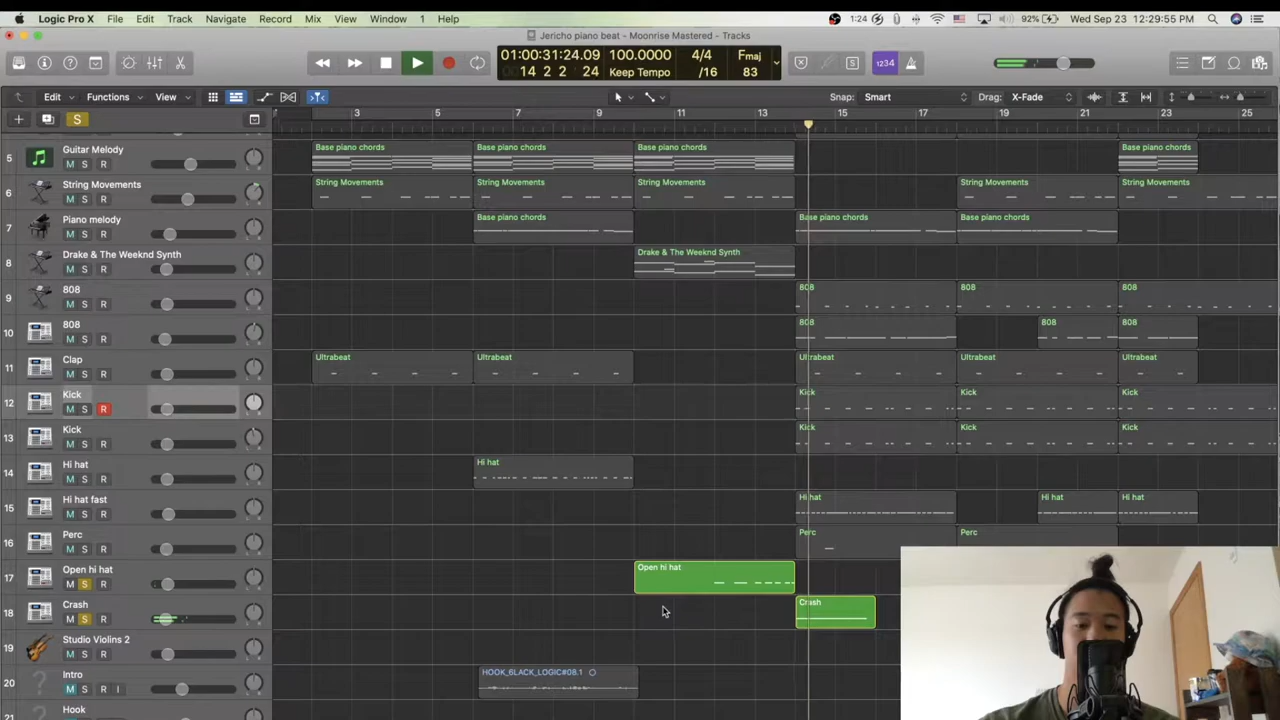 Logic Pro X File Edit Track Navigate Record Mix View Window 1 Help 1:24 92% Wed Sep 23 12:29:55 PM
Jericho piano beat - Moonrise Mastered - Tracks
01:00:31:24.09 100.0000 4/4 Fmaj
14 2 2 24 Keep Tempo /16 83
1234
Edit Functions View Snap: Smart Drag: X-Fade
S
3 5 7 9 11 13 15 17 19 21 23 25
5 Guitar Melody M S Base piano chords Base piano chords Base piano chords Base piano chords
6 String Movements M S String Movements String Movements String Movements String Movements String Movements
7 Piano melody M S Base piano chords Base piano chords Base piano chords
8 Drake & The Weeknd Synth M S Drake & The Weeknd Synth
9 808 M S 808 808 808
10 808 M S 808 808 808
11 Clap M S Ultrabeat Ultrabeat Ultrabeat Ultrabeat Ultrabeat
12 Kick M S R Kick Kick Kick
13 Kick M S R Kick Kick Kick
14 Hi hat M S R Hi hat
15 Hi hat fast M S R Hi hat Hi hat Hi hat
16 Perc M S R Perc Perc
17 Open hi hat M S R Open hi hat
18 Crash M S R Crash
19 Studio Violins 2 M S R
20 Intro M S R I HOOK_6LACK_LOGIC#08.1
21 Hook